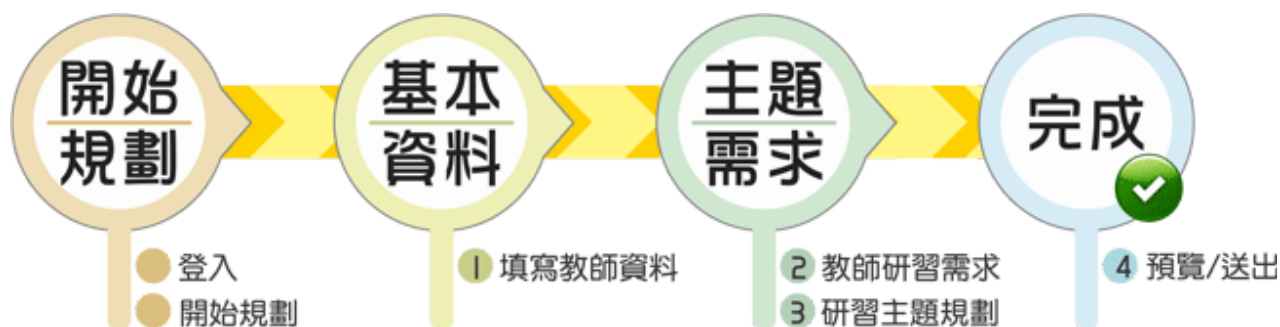 開始
規劃
基本
資料
主題
需求
完成
登入
開始規劃
1 填寫教師資料
2 教師研習需求
3 研習主題規劃
4 預覽/送出